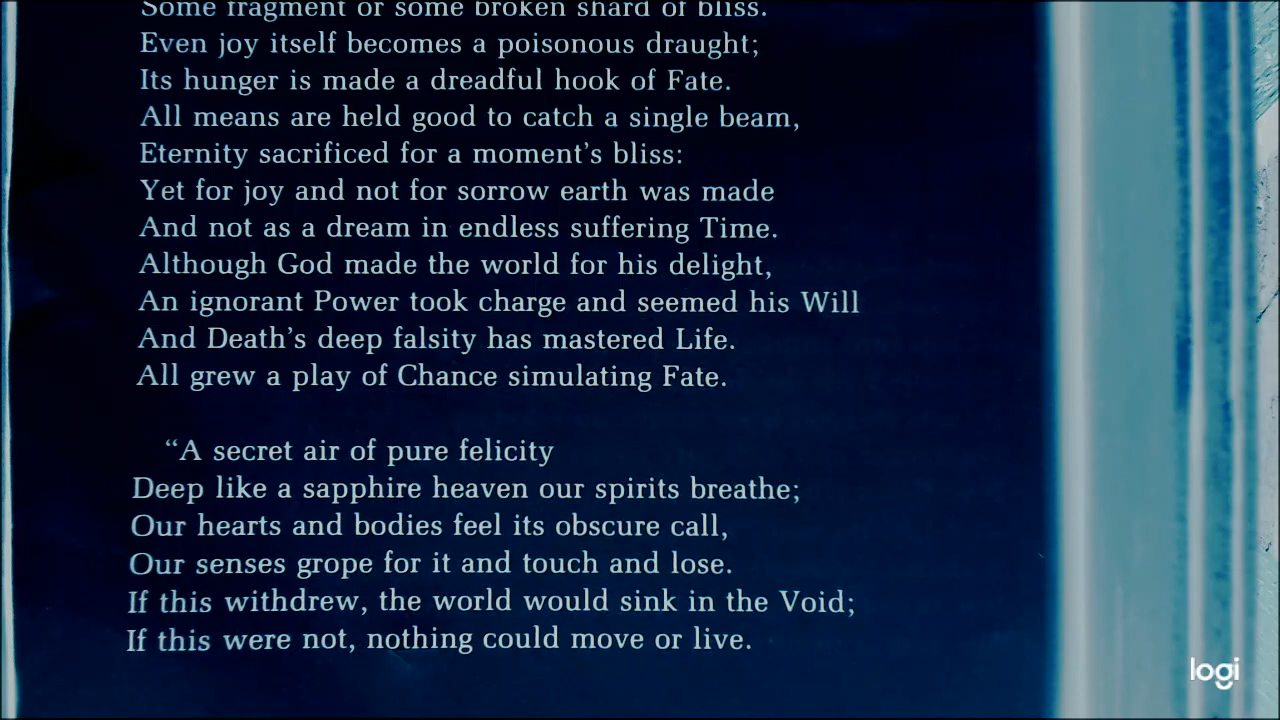 Some fragment or some broken shard of bliss.
Even joy itself becomes a poisonous draught;
Its hunger is made a dreadful hook of Fate.
All means are held good to catch a single beam,
Eternity sacrificed for a moment's bliss:
Yet for joy and not for sorrow earth was made
And not as a dream in endless suffering Time.
Although God made the world for his delight,
An ignorant Power took charge and seemed his Will
And Death's deep falsity has mastered Life.
All grew a play of Chance simulating Fate.
“A secret air of pure felicity
Deep like a sapphire heaven our spirits breathe;
Our hearts and bodies feel its obscure call,
Our senses grope for it and touch and lose.
If this withdrew, the world would sink in the Void;
If this were not, nothing could move or live.
logi